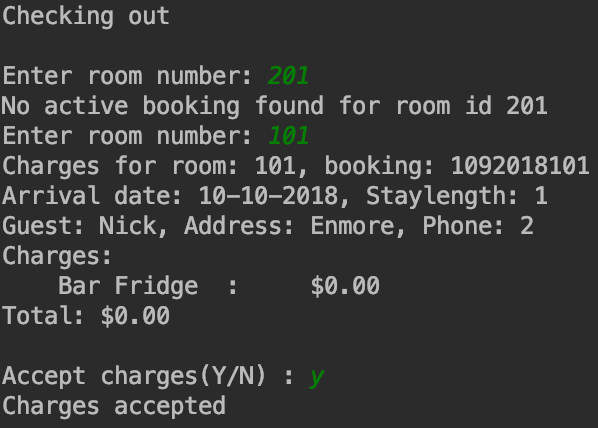 Checking out
Enter room number: 201
No active booking found for room id 201
Enter room number: 101
Charges for room: 101, booking: 1092018101
Arrival date: 10-10-2018, Staylength: 1
Guest: Nick, Address: Enmore, Phone: 2
Charges:
Bar Fridge : $0.00
Total: $0.00
Accept charges(Y/N) : y
Charges accepted